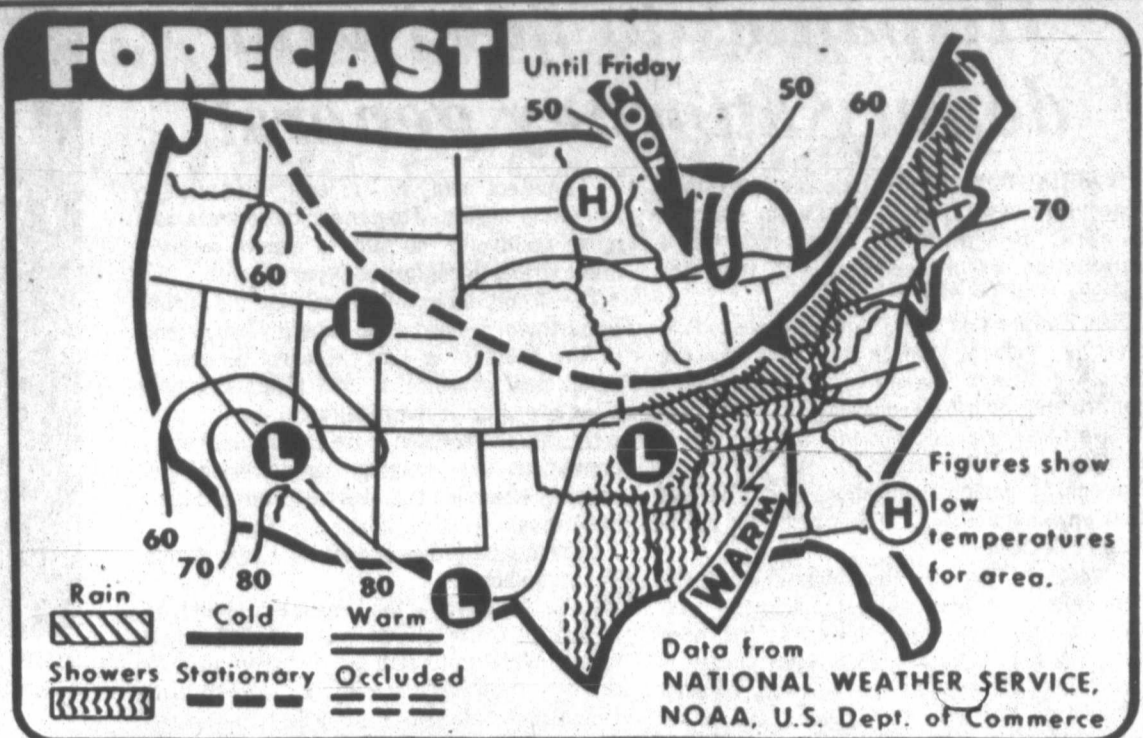 FORECAST
Until Friday
50
COOL
50
60
H
70
60
L
L
L
WARM
H
Figures show
low
temperatures
for area.
60
70
80
80
L
Rain
Cold
Warm
Showers
Stationary
Occluded
Data from
NATIONAL WEATHER SERVICE,
NOAA, U.S. Dept. of Commerce